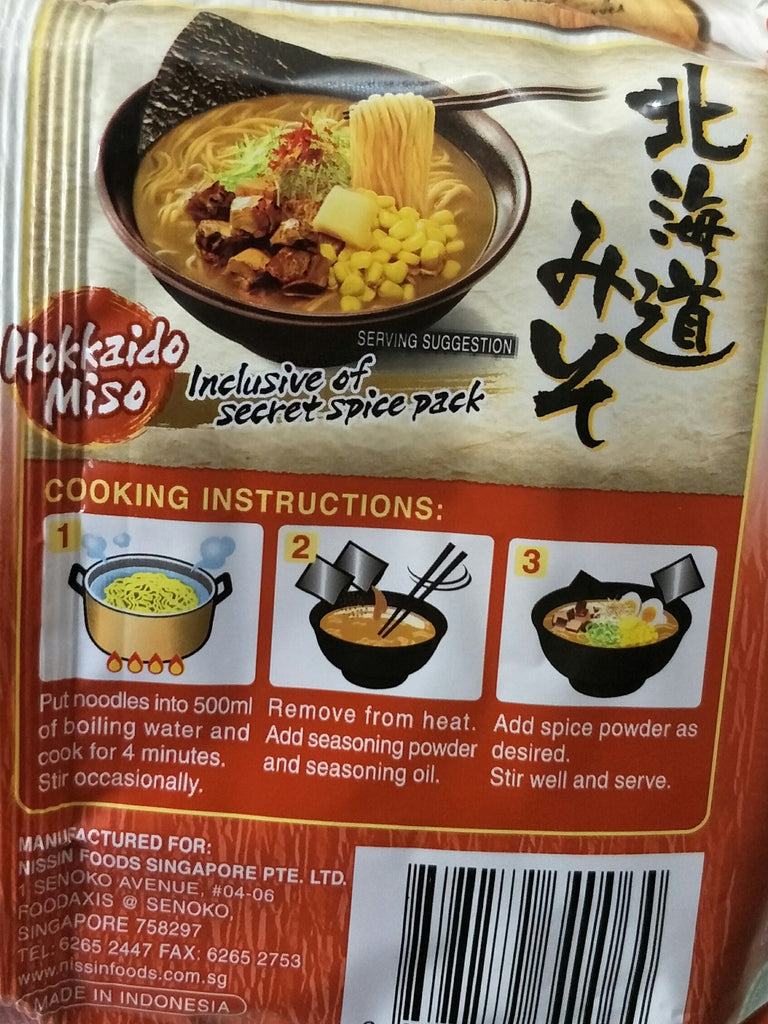 北海道
みそ
SERVING SUGGESTION
Hokkaido
Miso
Inclusive of
secret spice pack
COOKING INSTRUCTIONS:
1
Put noodles into 500ml
of boiling water and
cook for 4 minutes.
Stir occasionally.
2
Remove from heat.
Add seasoning powder
and seasoning oil.
3
Add spice powder as
desired.
Stir well and serve.
MANUFACTURED FOR:
NISSIN FOODS SINGAPORE PTE. LTD.
1 SENOKO AVENUE, #04-06
FOODAXIS @ SENOKO,
SINGAPORE 758297
TEL: 6265 2447 FAX: 6265 2753
www.nissinfoods.com.sg
MADE IN INDONESIA